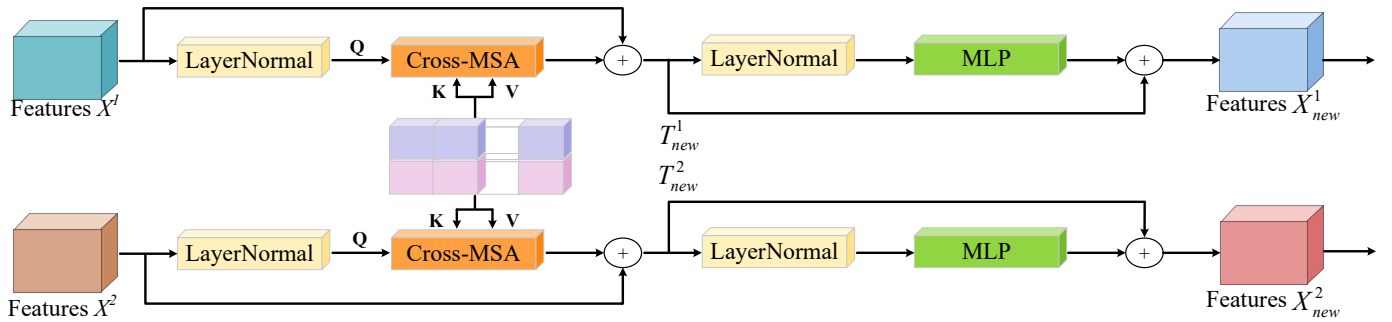 LayerNormal
Q
Cross-MSA
+
LayerNormal
MLP
+
Features X^1
K V
Features X^1_new
T^1_new
T^2_new
K V
LayerNormal
Q
Cross-MSA
+
LayerNormal
MLP
+
Features X^2
Features X^2_new